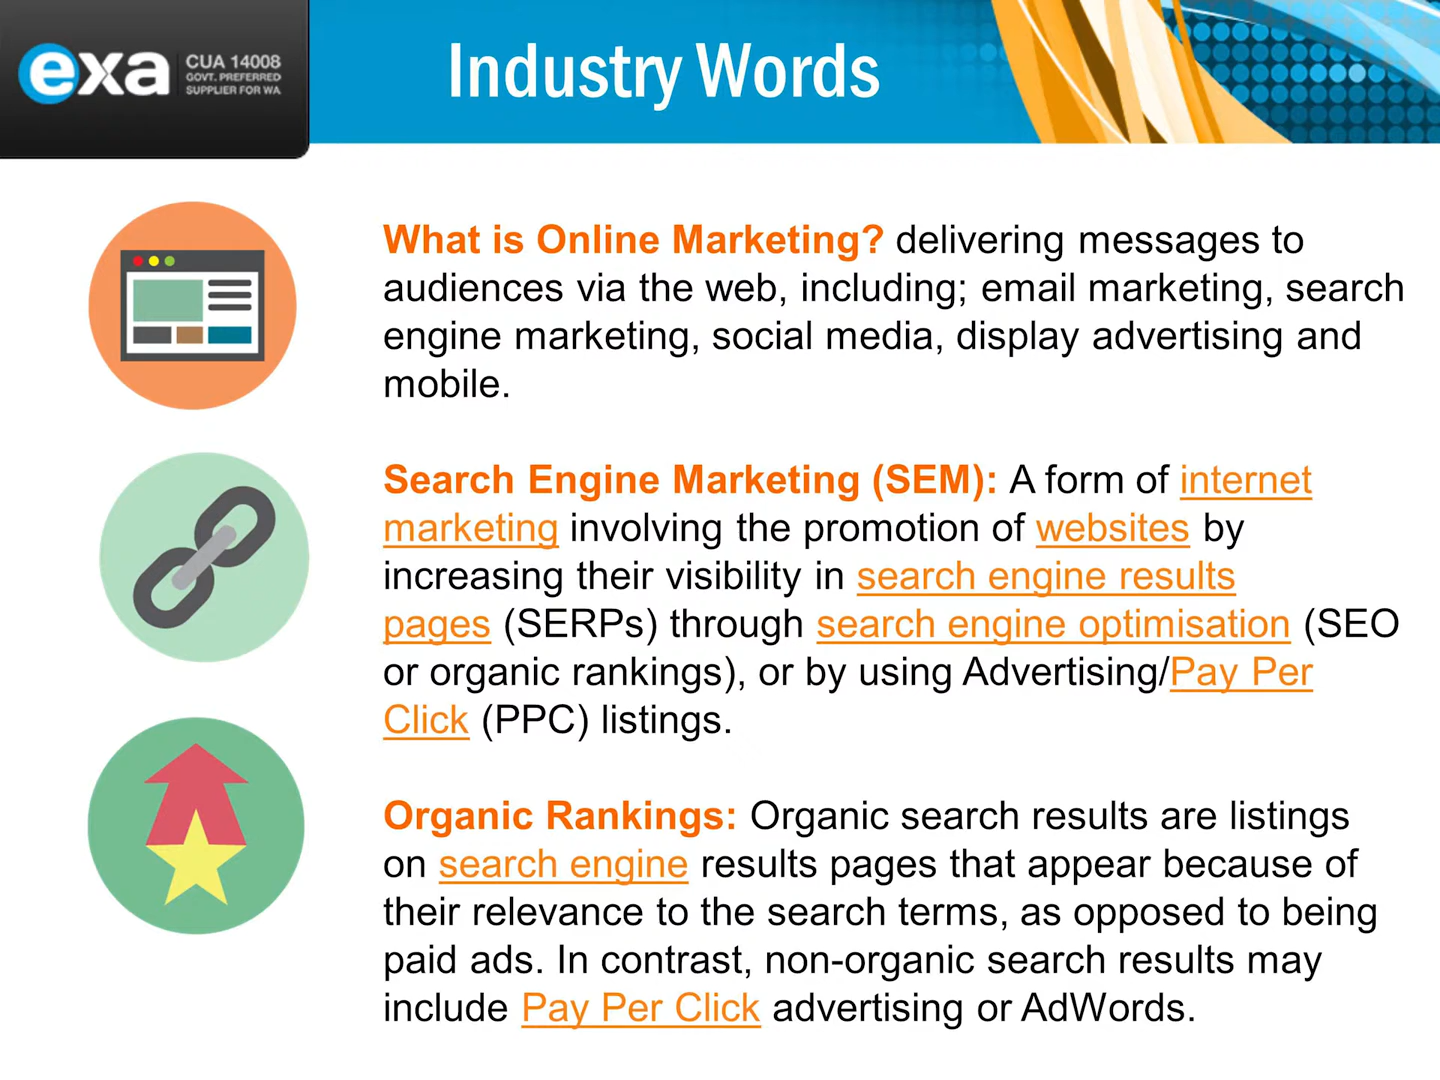 exa
CUA 14008
GOVT. PREFERRED
SUPPLIER FOR WA
Industry Words
What is Online Marketing? delivering messages to
audiences via the web, including; email marketing, search
engine marketing, social media, display advertising and
mobile.
Search Engine Marketing (SEM): A form of internet
marketing involving the promotion of websites by
increasing their visibility in search engine results
pages (SERPs) through search engine optimisation (SEO
or organic rankings), or by using Advertising/Pay Per
Click (PPC) listings.
Organic Rankings: Organic search results are listings
on search engine results pages that appear because of
their relevance to the search terms, as opposed to being
paid ads. In contrast, non-organic search results may
include Pay Per Click advertising or AdWords.